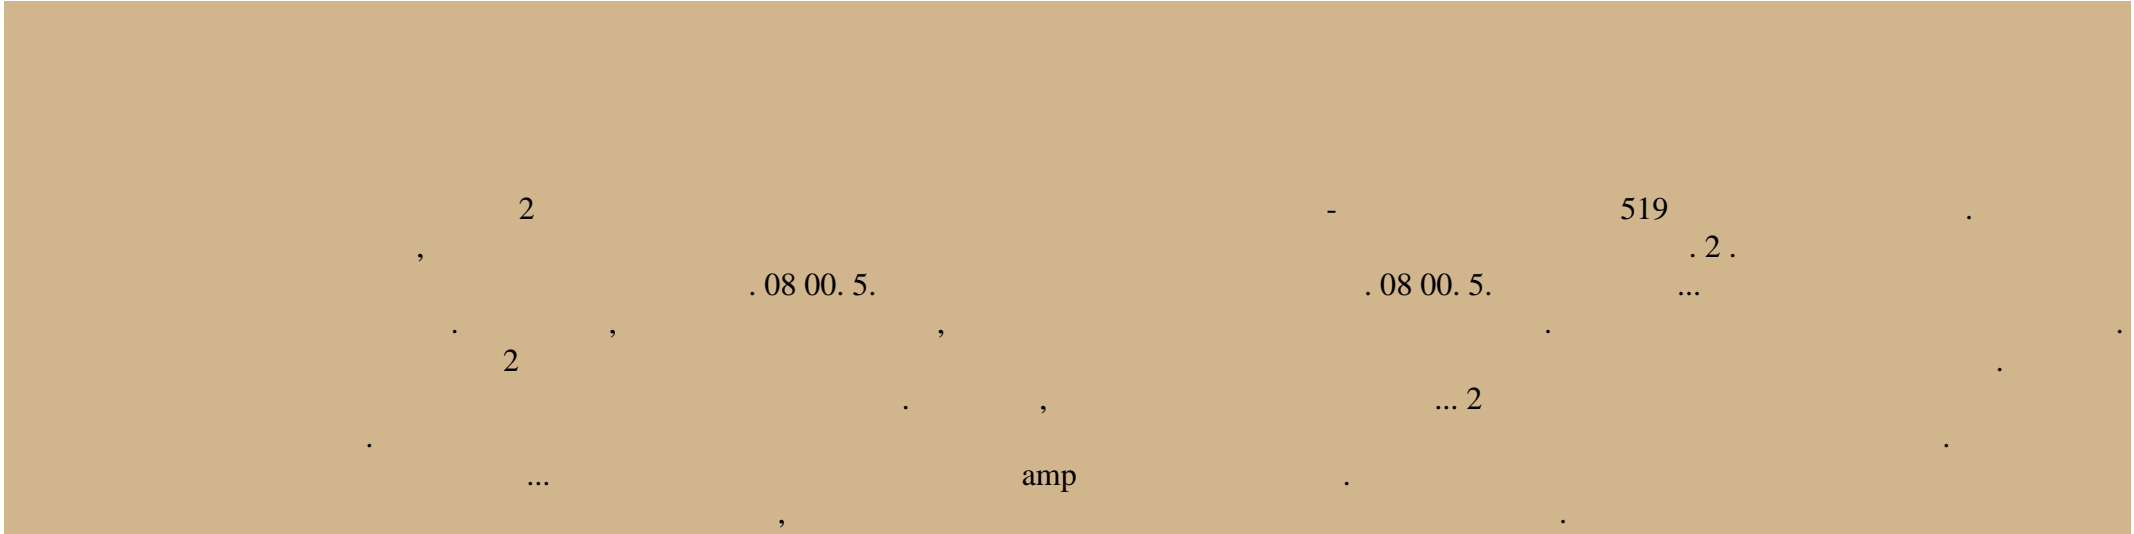 2 - 519 .
, . 2 .
. 08 00. 5. . 08 00. 5. ...
. , , . .
2 .
. , ... 2
. .
... amp .
, .